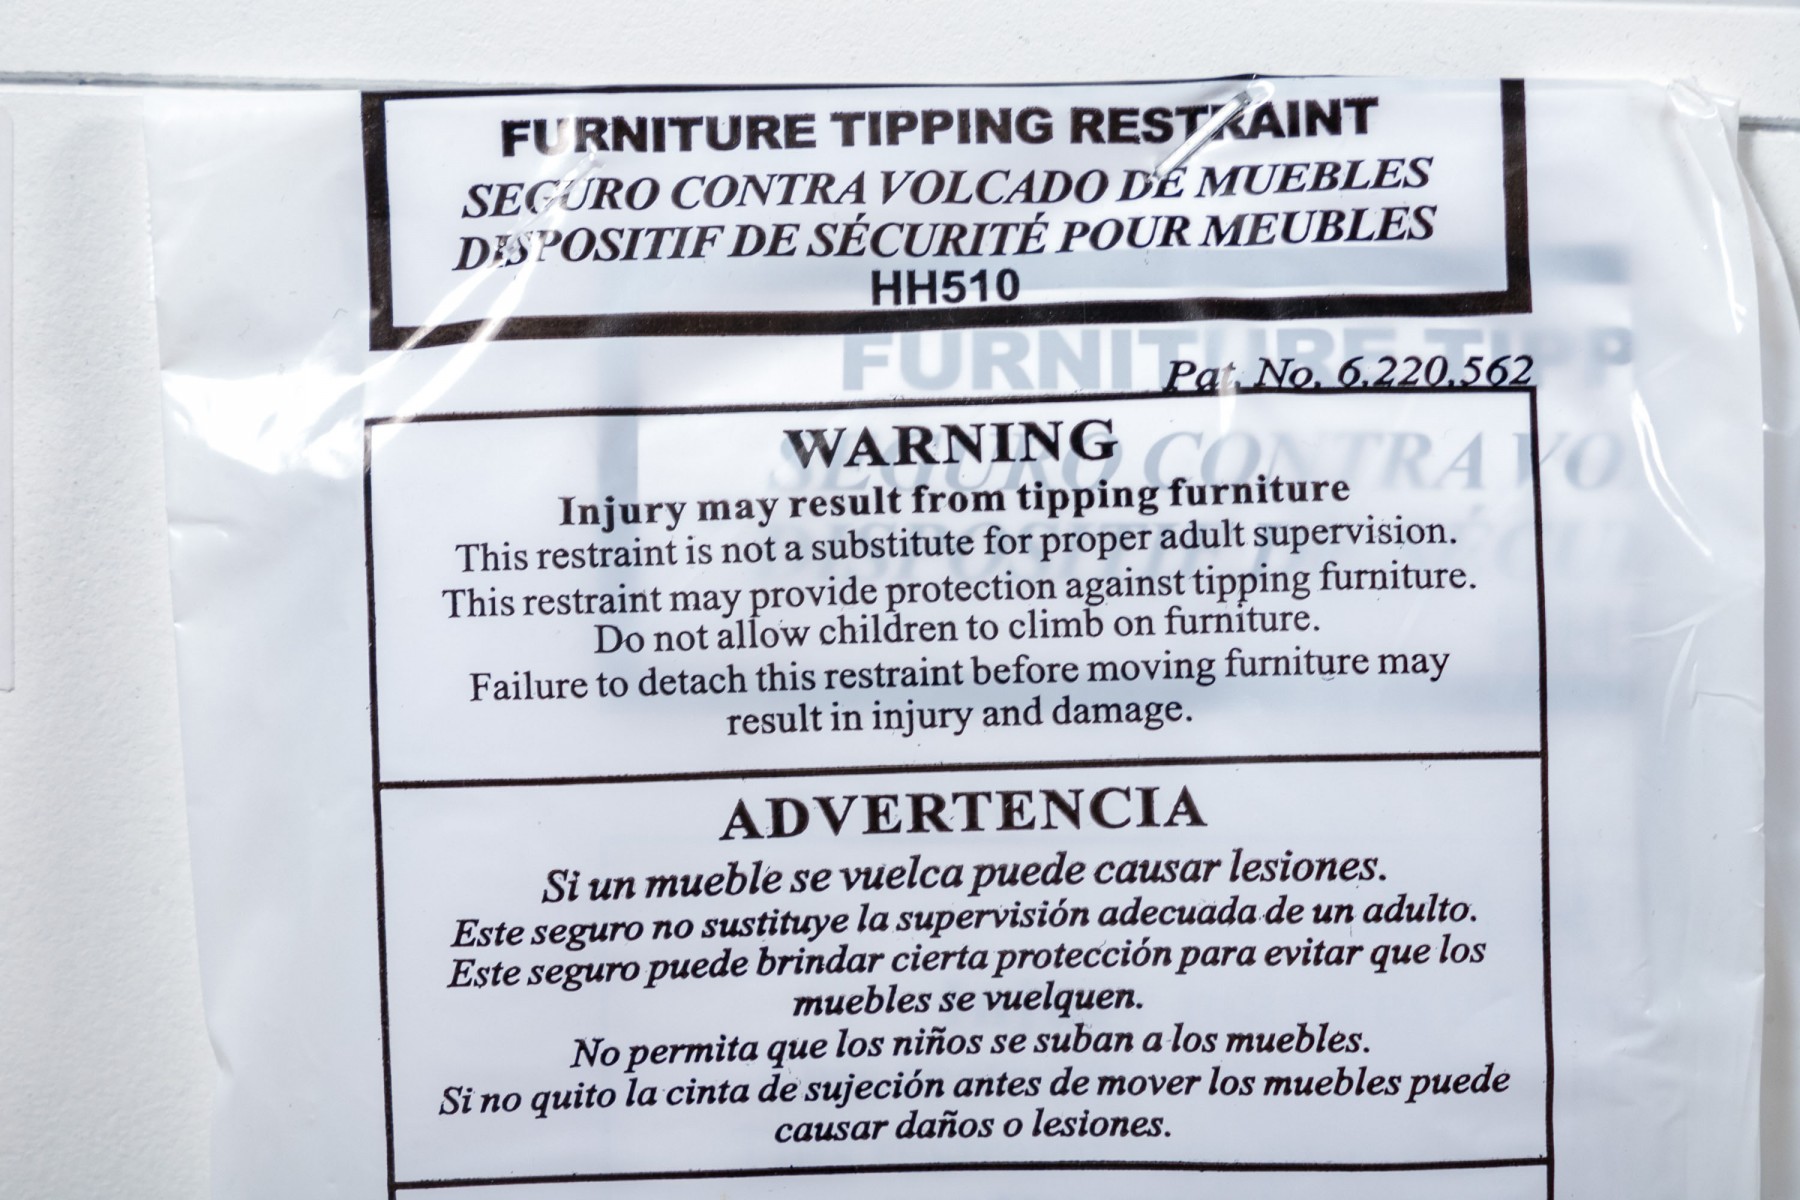 FURNITURE TIPPING RESTRAINT
SEGURO CONTRA VOLCADO DE MUEBLES
DISPOSITIF DE SÉCURITÉ POUR MEUBLES
HH510
Pat. No. 6,220,562
WARNING
Injury may result from tipping furniture
This restraint is not a substitute for proper adult supervision.
This restraint may provide protection against tipping furniture.
Do not allow children to climb on furniture.
Failure to detach this restraint before moving furniture may
result in injury and damage.
ADVERTENCIA
Si un mueble se vuelca puede causar lesiones.
Este seguro no sustituye la supervisión adecuada de un adulto.
Este seguro puede brindar cierta protección para evitar que los
muebles se vuelquen.
No permita que los niños se suban a los muebles.
Si no quito la cinta de sujeción antes de mover los muebles puede
causar daños o lesiones.